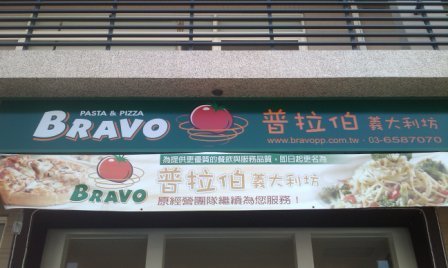 PASTA & PIZZA
BRAVO
普拉伯 義大利坊
www.bravopp.com.tw · 03-6587070
為提供更優質的餐飲與服務品質，即日起更名為
BRAVO
普拉伯 義大利坊
原經營團隊繼續為您服務！